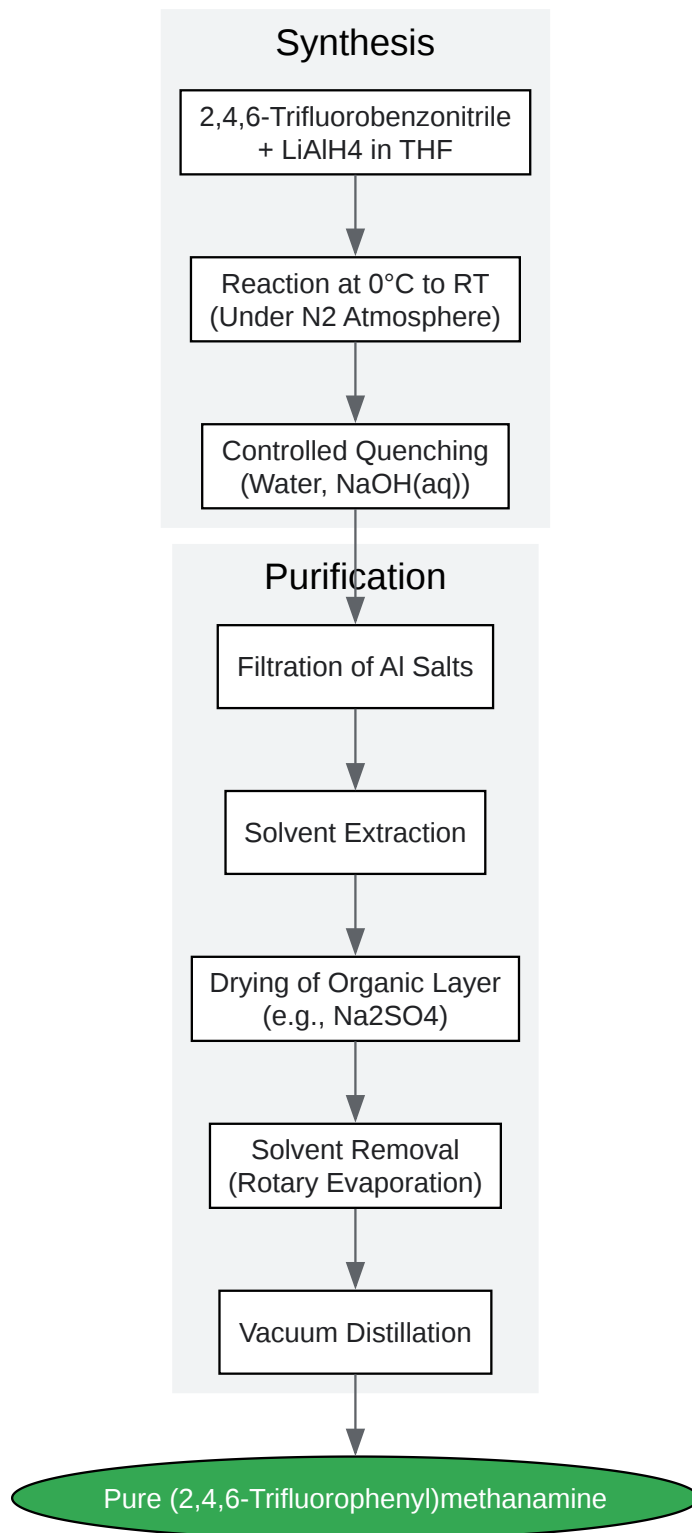 Synthesis
2,4,6-Trifluorobenzonitrile
+ LiAlH4 in THF
Reaction at 0°C to RT
(Under N2 Atmosphere)
Controlled Quenching
(Water, NaOH(aq))
Purification
Filtration of Al Salts
Solvent Extraction
Drying of Organic Layer
(e.g., Na2SO4)
Solvent Removal
(Rotary Evaporation)
Vacuum Distillation
Pure (2,4,6-Trifluorophenyl)methanamine